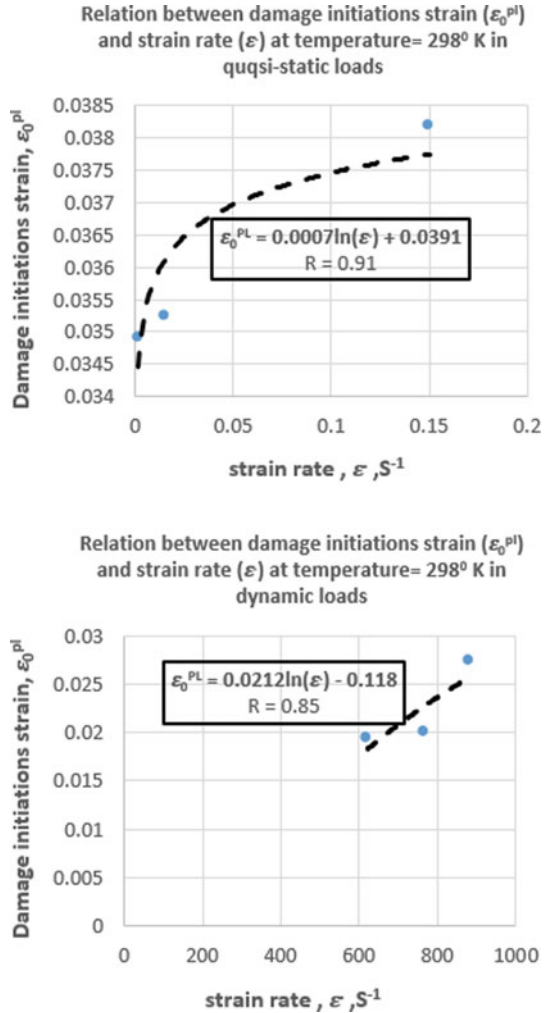 Relation between damage initiations strain (ε₀ᵖˡ)
and strain rate (ε) at temperature= 298⁰ K in
quqsi-static loads
Damage initiations strain, ε₀ᵖˡ
0.0385
0.038
0.0375
0.037
0.0365
0.036
0.0355
0.035
0.0345
0.034
ε₀ᴾᴸ = 0.0007ln(ε) + 0.0391
R = 0.91
0 0.05 0.1 0.15 0.2
strain rate , ε ,S⁻¹
Relation between damage initiations strain (ε₀ᵖˡ)
and strain rate (ε) at temperature= 298⁰ K in
dynamic loads
Damage initiations strain, ε₀ᵖˡ
0.03
0.025
0.02
0.015
0.01
0.005
0
ε₀ᴾᴸ = 0.0212ln(ε) - 0.118
R = 0.85
0 200 400 600 800 1000
strain rate , ε,S⁻¹